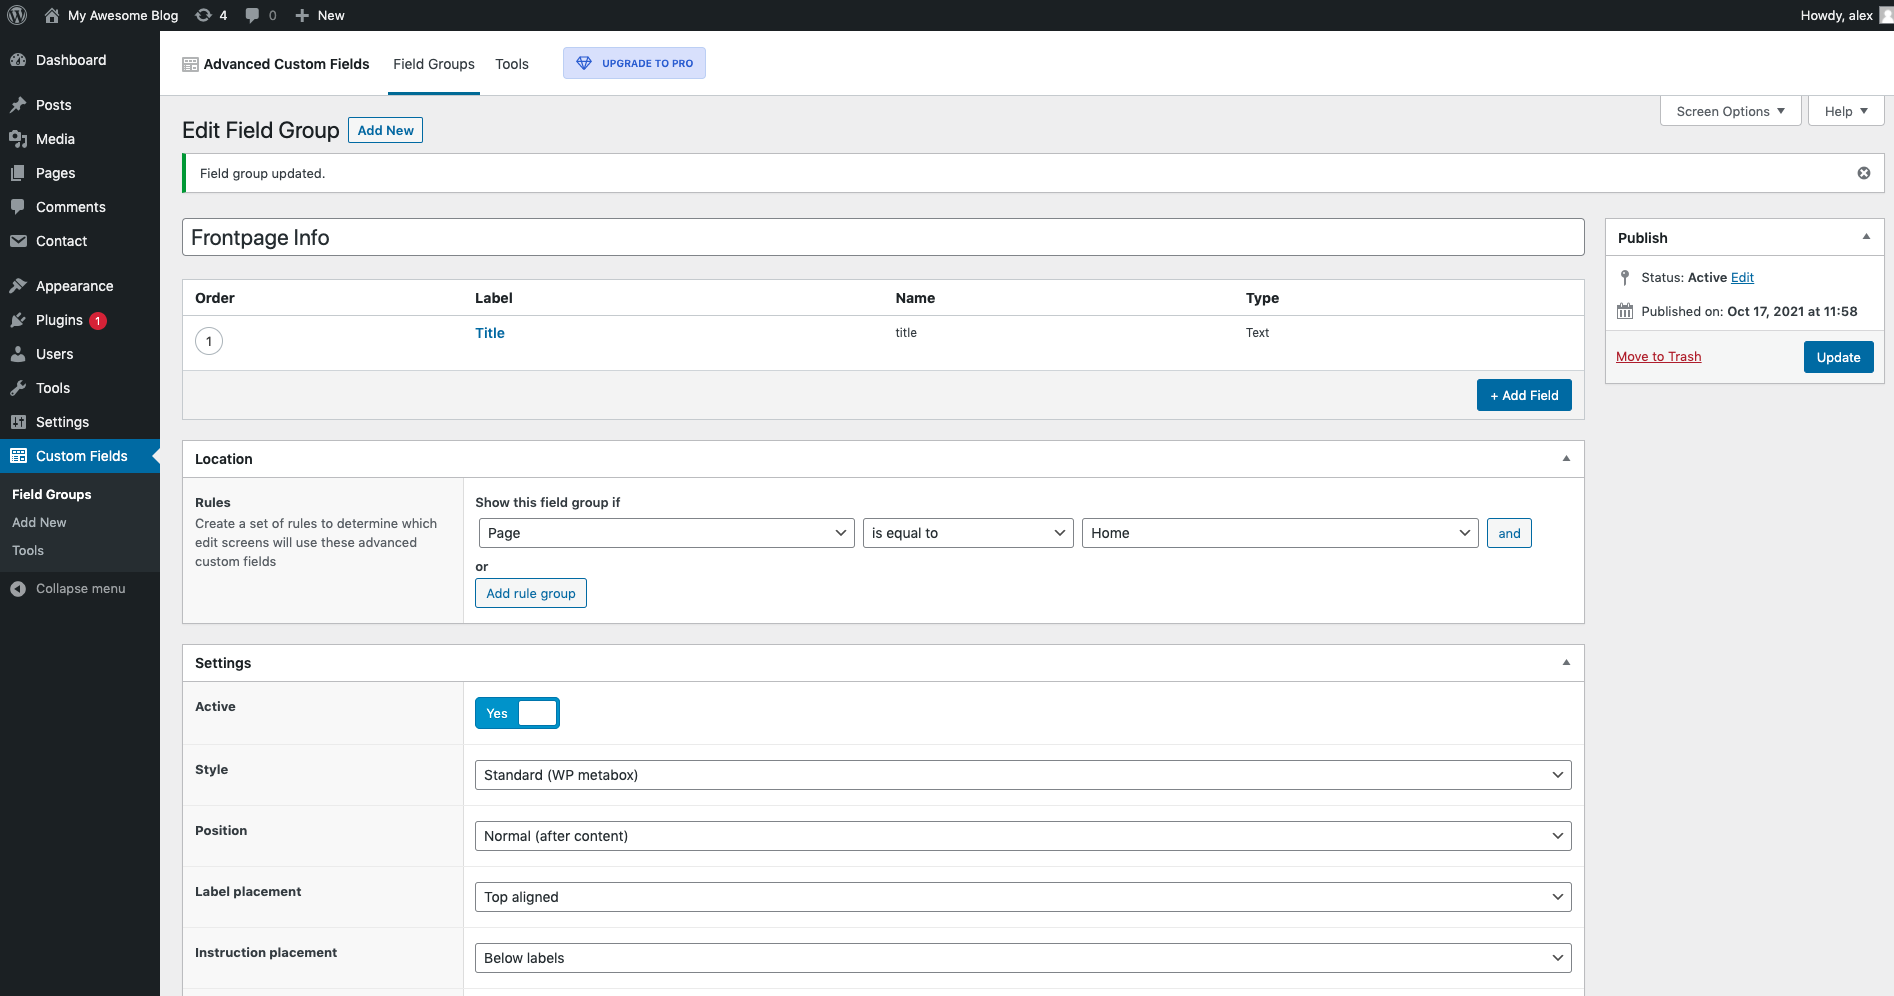 My Awesome Blog 4 0 New Howdy, alex
Dashboard
Posts
Media
Pages
Comments
Contact
Appearance
Plugins 1
Users
Tools
Settings
Custom Fields
Field Groups
Add New
Tools
Collapse menu
Advanced Custom Fields Field Groups Tools UPGRADE TO PRO
Screen Options Help
Edit Field Group Add New
Field group updated.
Frontpage Info
Order Label Name Type
1 Title title Text
+ Add Field
Location
Rules
Create a set of rules to determine which
edit screens will use these advanced
custom fields
Show this field group if
Page is equal to Home and
or
Add rule group
Settings
Active Yes
Style Standard (WP metabox)
Position Normal (after content)
Label placement Top aligned
Instruction placement Below labels
Publish
Status: Active Edit
Published on: Oct 17, 2021 at 11:58
Move to Trash Update